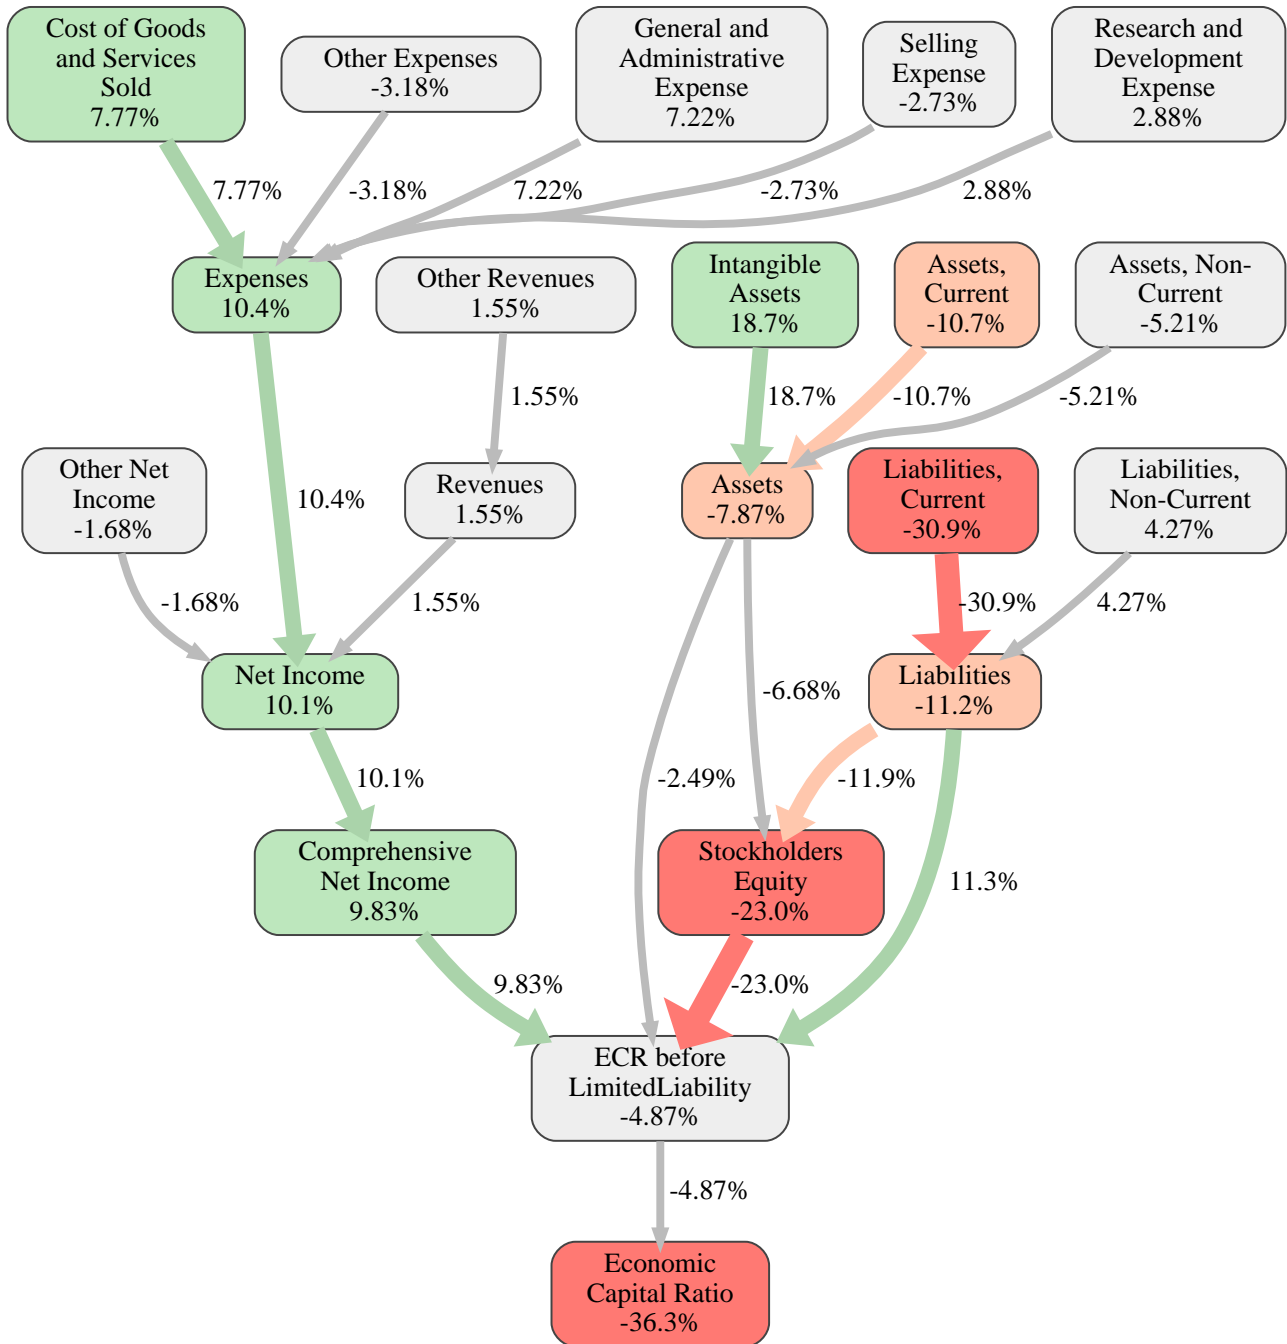 Cost of Goods
and Services
Sold
7.77%
Other Expenses
-3.18%
General and
Administrative
Expense
7.22%
Selling
Expense
-2.73%
Research and
Development
Expense
2.88%
7.77%
-3.18%
7.22%
-2.73%
2.88%
Expenses
10.4%
Other Revenues
1.55%
Intangible
Assets
18.7%
Assets,
Current
-10.7%
Assets, Non-
Current
-5.21%
10.4%
1.55%
18.7%
-10.7%
-5.21%
Other Net
Income
-1.68%
Revenues
1.55%
Assets
-7.87%
Liabilities,
Current
-30.9%
Liabilities,
Non-Current
4.27%
-1.68%
1.55%
-30.9%
4.27%
Net Income
10.1%
-6.68%
Liabilities
-11.2%
10.1%
-2.49%
-11.9%
11.3%
Comprehensive
Net Income
9.83%
Stockholders
Equity
-23.0%
9.83%
-23.0%
ECR before
LimitedLiability
-4.87%
-4.87%
Economic
Capital Ratio
-36.3%